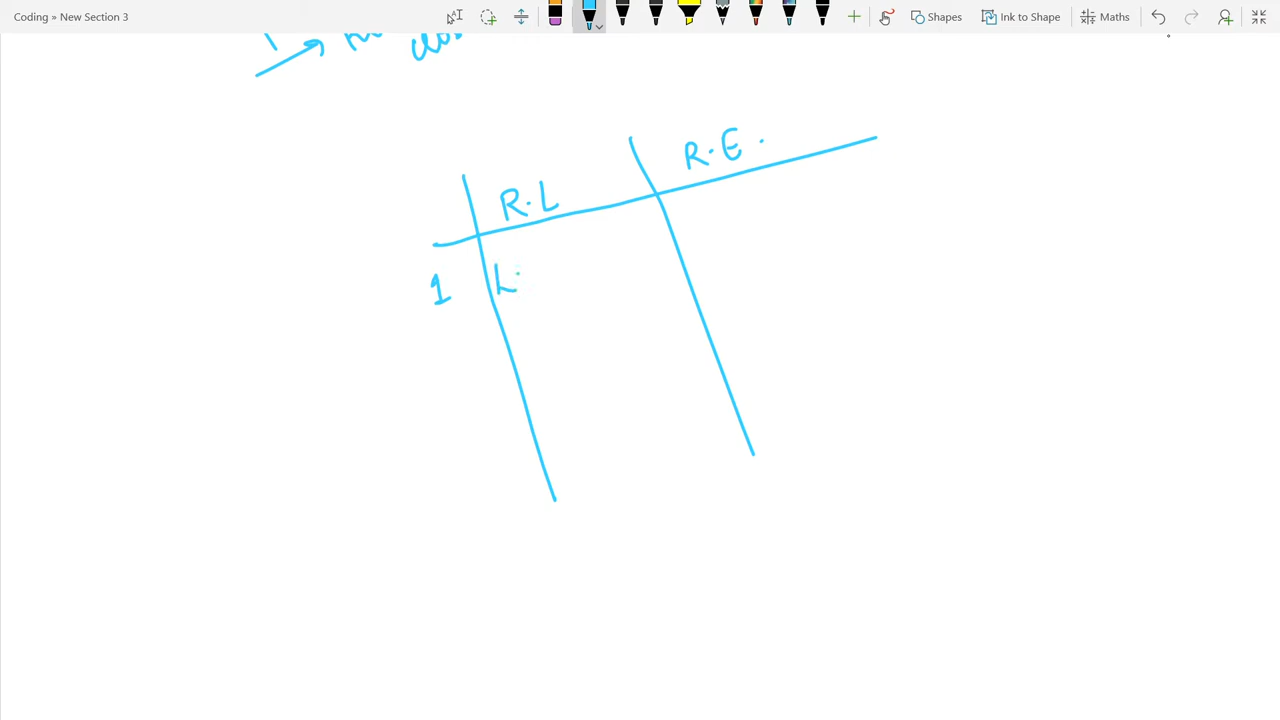 Coding » New Section 3
Shapes
Ink to Shape
Maths
R.L
R.E.
1
L.